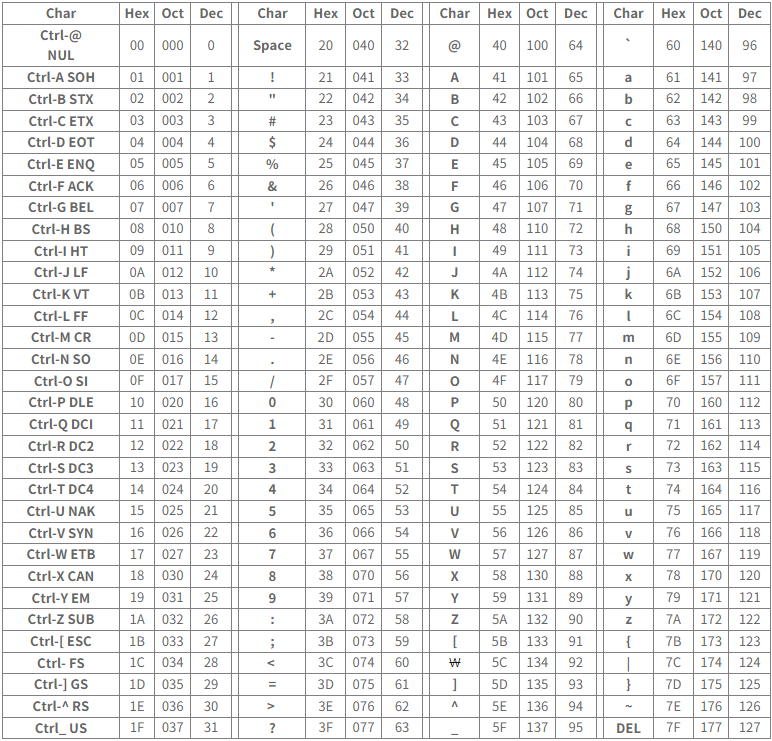 Char Hex Oct Dec Char Hex Oct Dec Char Hex Oct Dec Char Hex Oct Dec
Ctrl-@
NUL 00 000 0 Space 20 040 32 @ 40 100 64 ` 60 140 96
Ctrl-A SOH 01 001 1 ! 21 041 33 A 41 101 65 a 61 141 97
Ctrl-B STX 02 002 2 " 22 042 34 B 42 102 66 b 62 142 98
Ctrl-C ETX 03 003 3 # 23 043 35 C 43 103 67 c 63 143 99
Ctrl-D EOT 04 004 4 $ 24 044 36 D 44 104 68 d 64 144 100
Ctrl-E ENQ 05 005 5 % 25 045 37 E 45 105 69 e 65 145 101
Ctrl-F ACK 06 006 6 & 26 046 38 F 46 106 70 f 66 146 102
Ctrl-G BEL 07 007 7 ' 27 047 39 G 47 107 71 g 67 147 103
Ctrl-H BS 08 010 8 ( 28 050 40 H 48 110 72 h 68 150 104
Ctrl-I HT 09 011 9 ) 29 051 41 I 49 111 73 i 69 151 105
Ctrl-J LF 0A 012 10 * 2A 052 42 J 4A 112 74 j 6A 152 106
Ctrl-K VT 0B 013 11 + 2B 053 43 K 4B 113 75 k 6B 153 107
Ctrl-L FF 0C 014 12 , 2C 054 44 L 4C 114 76 l 6C 154 108
Ctrl-M CR 0D 015 13 - 2D 055 45 M 4D 115 77 m 6D 155 109
Ctrl-N SO 0E 016 14 . 2E 056 46 N 4E 116 78 n 6E 156 110
Ctrl-O SI 0F 017 15 / 2F 057 47 O 4F 117 79 o 6F 157 111
Ctrl-P DLE 10 020 16 0 30 060 48 P 50 120 80 p 70 160 112
Ctrl-Q DCI 11 021 17 1 31 061 49 Q 51 121 81 q 71 161 113
Ctrl-R DC2 12 022 18 2 32 062 50 R 52 122 82 r 72 162 114
Ctrl-S DC3 13 023 19 3 33 063 51 S 53 123 83 s 73 163 115
Ctrl-T DC4 14 024 20 4 34 064 52 T 54 124 84 t 74 164 116
Ctrl-U NAK 15 025 21 5 35 065 53 U 55 125 85 u 75 165 117
Ctrl-V SYN 16 026 22 6 36 066 54 V 56 126 86 v 76 166 118
Ctrl-W ETB 17 027 23 7 37 067 55 W 57 127 87 w 77 167 119
Ctrl-X CAN 18 030 24 8 38 070 56 X 58 130 88 x 78 170 120
Ctrl-Y EM 19 031 25 9 39 071 57 Y 59 131 89 y 79 171 121
Ctrl-Z SUB 1A 032 26 : 3A 072 58 Z 5A 132 90 z 7A 172 122
Ctrl-[ ESC 1B 033 27 ; 3B 073 59 [ 5B 133 91 { 7B 173 123
Ctrl- FS 1C 034 28 < 3C 074 60 ₩ 5C 134 92 | 7C 174 124
Ctrl-] GS 1D 035 29 = 3D 075 61 ] 5D 135 93 } 7D 175 125
Ctrl-^ RS 1E 036 30 > 3E 076 62 ^ 5E 136 94 ~ 7E 176 126
Ctrl_ US 1F 037 31 ? 3F 077 63 _ 5F 137 95 DEL 7F 177 127